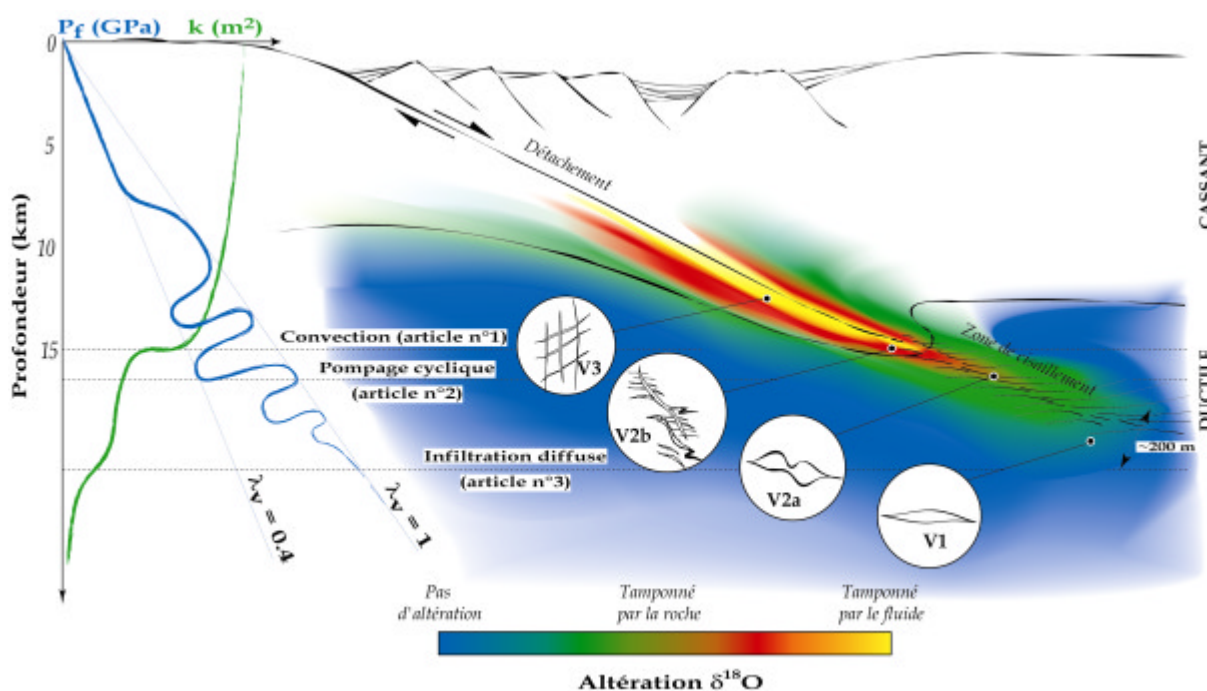 P_f (GPa)
k (m²)
0
5
10
15
Profondeur (km)
Détachement
CASSANT
Convection (article n°1)
V3
Zone de cisaillement
Pompage cyclique
(article n°2)
V2b
DUCTILE
~200 m
Infiltration diffuse
(article n°3)
V2a
V1
λv = 0.4
λv = 1
Pas
d'altération
Tamponné
par la roche
Tamponné
par le fluide
Altération δ¹⁸O